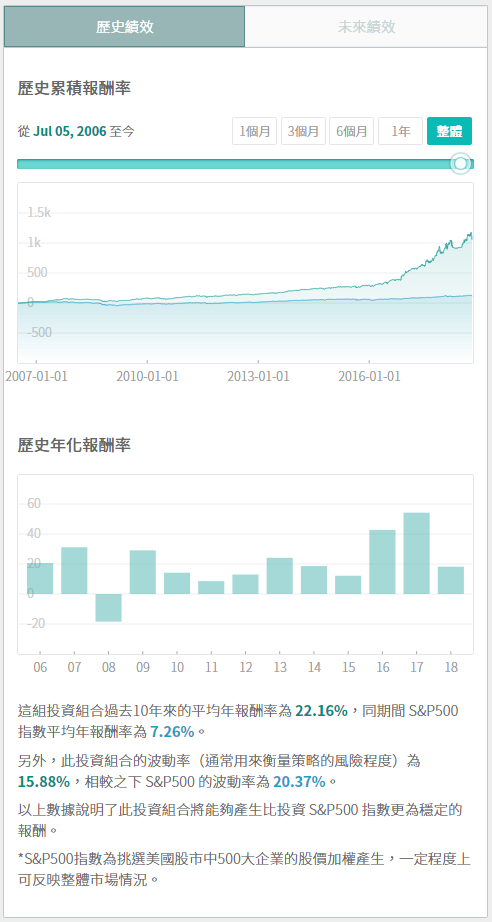 歷史績效 未來績效
歷史累積報酬率
從 Jul 05, 2006 至今 1個月 3個月 6個月 1年 整體
1.5k
1k
500
0
-500
2007-01-01 2010-01-01 2013-01-01 2016-01-01
歷史年化報酬率
60
40
20
0
-20
06 07 08 09 10 11 12 13 14 15 16 17 18
這組投資組合過去10年來的平均年報酬率為 22.16%，同期間 S&P500
指數平均年報酬率為 7.26%。
另外，此投資組合的波動率（通常用來衡量策略的風險程度）為
15.88%，相較之下 S&P500 的波動率為 20.37%。
以上數據說明了此投資組合將能夠產生比投資 S&P500 指數更為穩定的
報酬。
*S&P500指數為挑選美國股市中500大企業的股價加權產生，一定程度上
可反映整體市場情況。